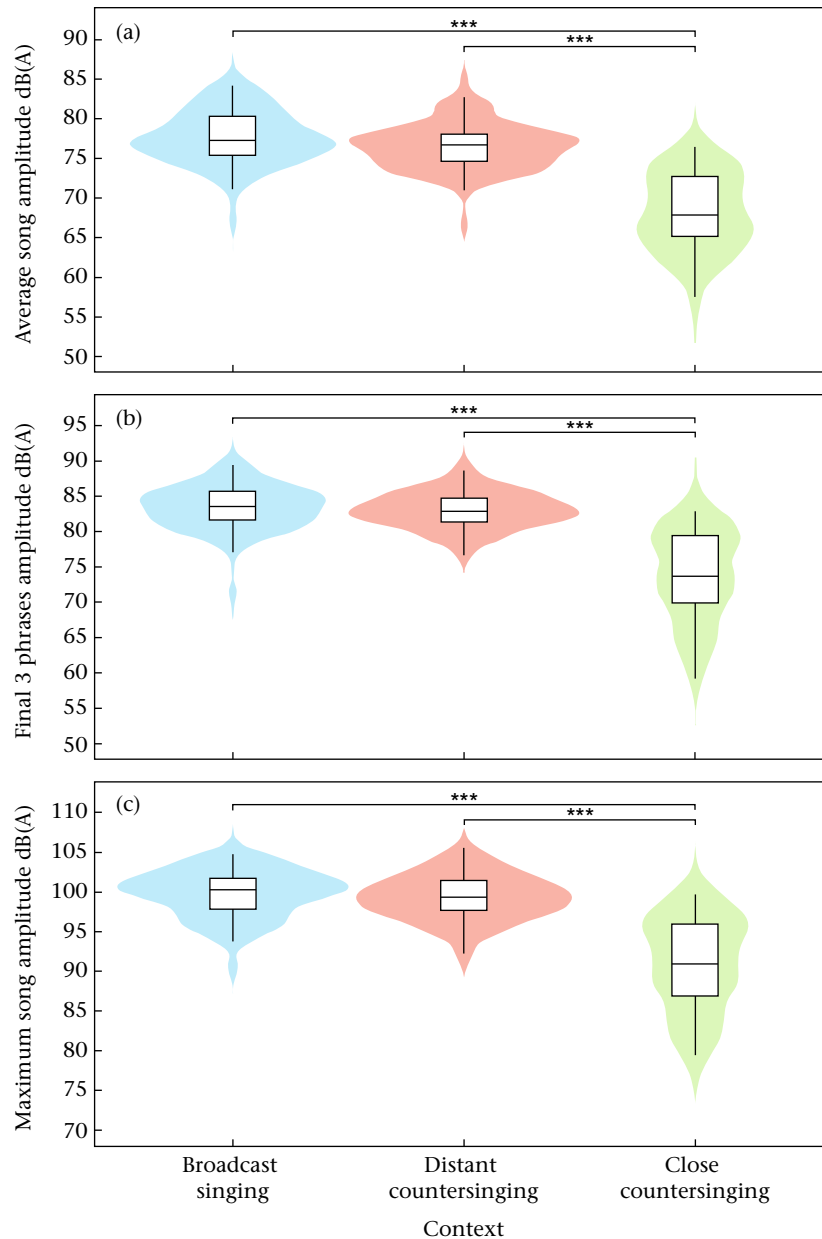 (a)
***
***
90
85
80
75
70
65
60
55
50
Average song amplitude dB(A)
(b)
***
***
95
90
85
80
75
70
65
60
55
50
Final 3 phrases amplitude dB(A)
(c)
***
***
110
105
100
95
90
85
80
75
70
Maximum song amplitude dB(A)
Broadcast
singing
Distant
countersinging
Close
countersinging
Context